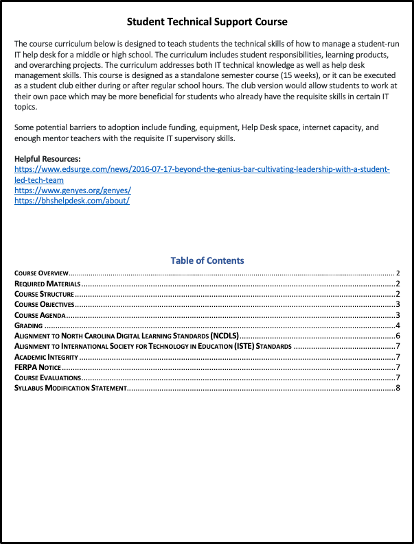 Student Technical Support Course
The course curriculum below is designed to teach students the technical skills of how to manage a student-run
IT help desk for a middle or high school. The curriculum includes student responsibilities, learning products,
and overarching projects. The curriculum addresses both IT technical knowledge as well as help desk
management skills. This course is designed as a standalone semester course (15 weeks), or it can be executed
as a student club either during or after regular school hours. The club version would allow students to work at
their own pace which may be more beneficial for students who already have the requisite skills in certain IT
topics.
Some potential barriers to adoption include funding, equipment, Help Desk space, internet capacity, and
enough mentor teachers with the requisite IT supervisory skills.
Helpful Resources:
https://www.edsurge.com/news/2016-07-17-beyond-the-genius-bar-cultivating-leadership-with-a-student-
led-tech-team
https://www.genyes.org/genyes/
https://bhshelpdesk.com/about/
Table of Contents
Course Overview 2
Required Materials 2
Course Structure 2
Course Objectives 3
Course Agenda 3
Grading 4
Alignment to North Carolina Digital Learning Standards (NCDLS) 6
Alignment to International Society for Technology in Education (ISTE) Standards 7
Academic Integrity 7
FERPA Notice 7
Course Evaluations 7
Syllabus Modification Statement 8